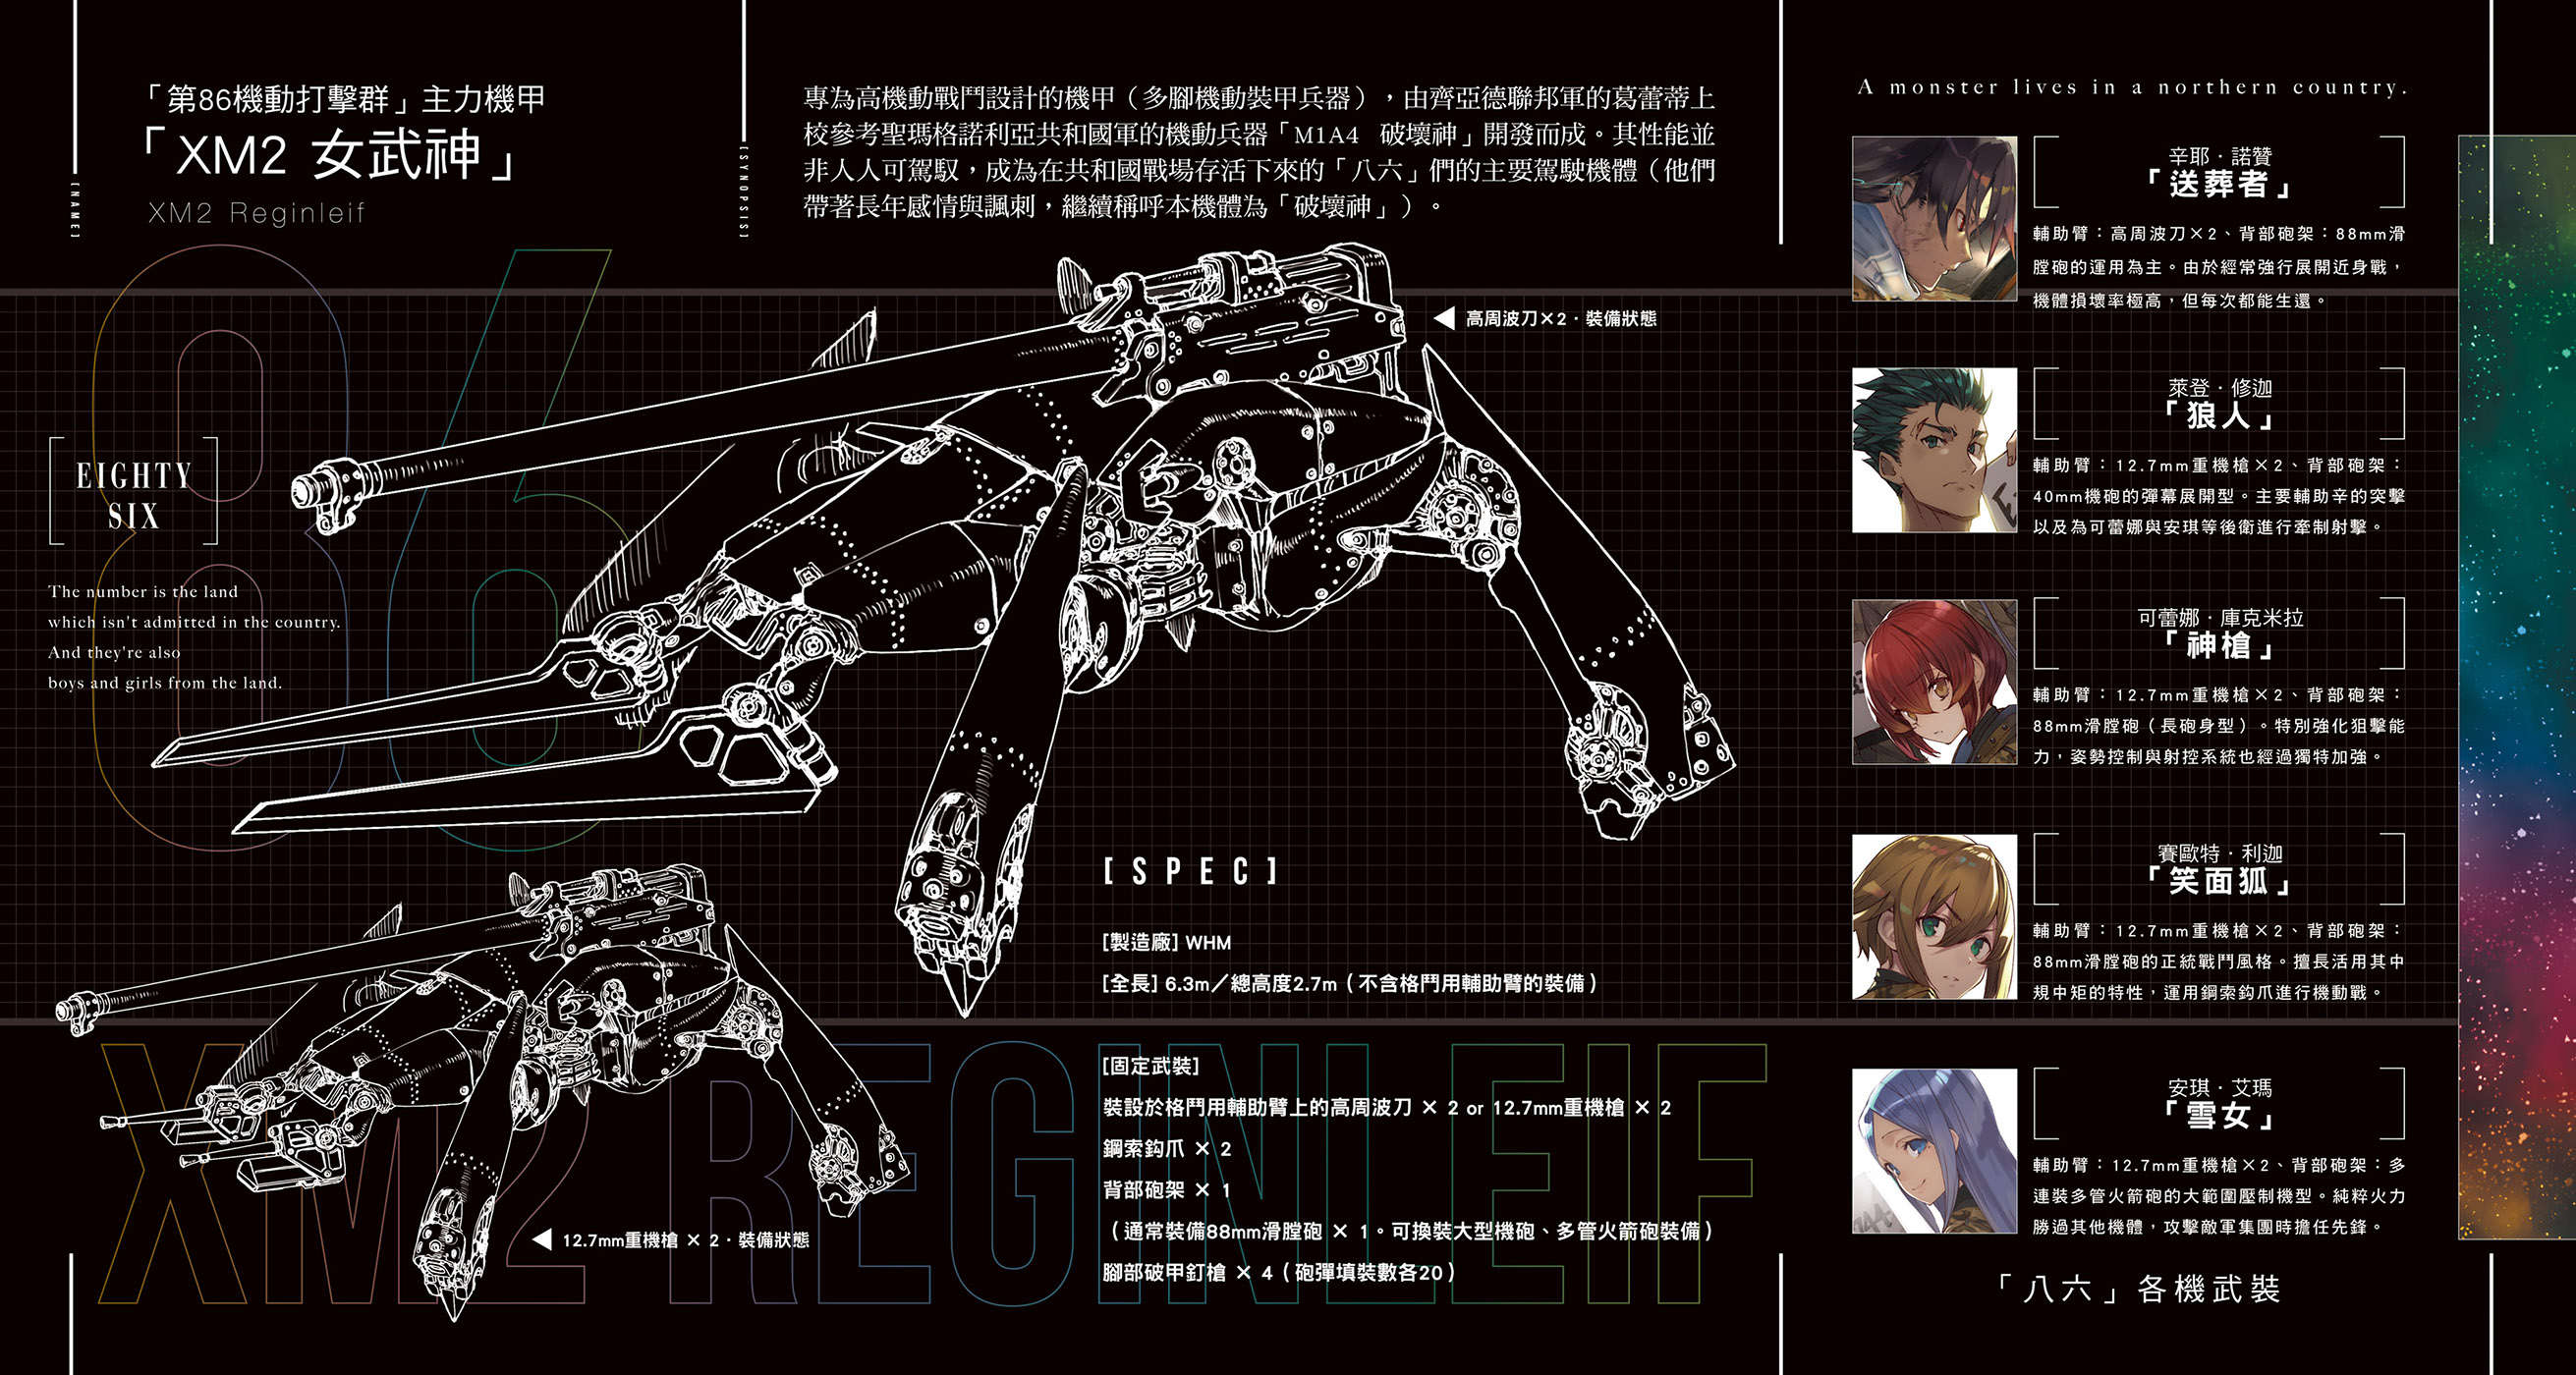 「第86機動打擊群」主力機甲
「XM2 女武神」
XM2 Reginleif
[NAME]
[SYNOPSIS]
專為高機動戰鬥設計的機甲（多腳機動裝甲兵器），由齊亞德聯邦軍的葛蕾蒂上
校參考聖瑪格諾利亞共和國軍的機動兵器「M1A4　破壞神」開發而成。其性能並
非人人可駕馭，成為在共和國戰場存活下來的「八六」們的主要駕駛機體（他們
帶著長年感情與諷刺，繼續稱呼本機體為「破壞神」）。
86
EIGHTY
SIX
The number is the land
which isn't admitted in the country.
And they're also
boys and girls from the land.
◀ 高周波刀×2．裝備狀態
◀ 12.7mm重機槍 × 2．裝備狀態
[SPEC]
[製造廠] WHM
[全長] 6.3m／總高度2.7m（不含格鬥用輔助臂的裝備）
[固定武裝]
裝設於格鬥用輔助臂上的高周波刀 × 2 or 12.7mm重機槍 × 2
鋼索鈎爪 × 2
背部砲架 × 1
（通常裝備88mm滑膛砲 × 1。可換裝大型機砲、多管火箭砲裝備）
腳部破甲釘槍 × 4（砲彈填裝數各20）
XM2 REGINLEIF
A monster lives in a northern country.
辛耶．諾贊
「送葬者」
輔助臂：高周波刀×2、背部砲架：88mm滑
膛砲的運用為主。由於經常強行展開近身戰，
機體損壞率極高，但每次都能生還。
萊登．修迦
「狼人」
輔助臂：12.7mm重機槍×2、背部砲架：
40mm機砲的彈幕展開型。主要輔助辛的突擊
以及為可蕾娜與安琪等後衛進行牽制射擊。
可蕾娜．庫克米拉
「神槍」
輔助臂：12.7mm重機槍×2、背部砲架：
88mm滑膛砲（長砲身型）。特別強化狙擊能
力，姿勢控制與射控系統也經過獨特加強。
賽歐特．利迦
「笑面狐」
輔助臂：12.7mm重機槍×2、背部砲架：
88mm滑膛砲的正統戰鬥風格。擅長活用其中
規中矩的特性，運用鋼索鈎爪進行機動戰。
安琪．艾瑪
「雪女」
輔助臂：12.7mm重機槍×2、背部砲架：多
連裝多管火箭砲的大範圍壓制機型。純粹火力
勝過其他機體，攻擊敵軍集團時擔任先鋒。
「八六」各機武裝